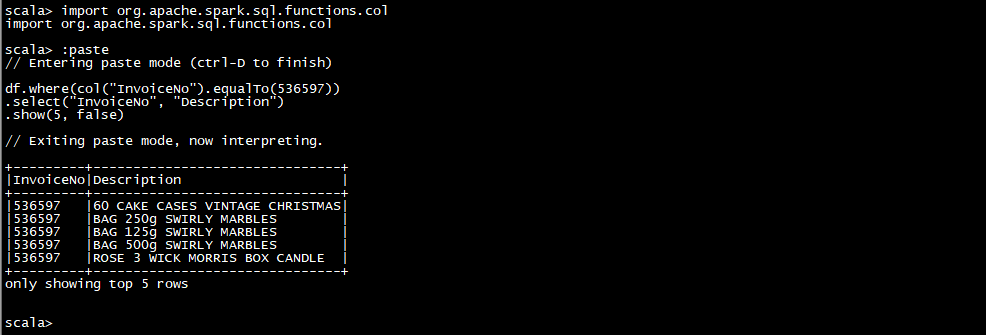 scala> import org.apache.spark.sql.functions.col
import org.apache.spark.sql.functions.col
scala> :paste
// Entering paste mode (ctrl-D to finish)
df.where(col("InvoiceNo").equalTo(536597))
.select("InvoiceNo", "Description")
.show(5, false)
// Exiting paste mode, now interpreting.
+---------+-------------------------------+
|InvoiceNo|Description                    |
+---------+-------------------------------+
|536597   |60 CAKE CASES VINTAGE CHRISTMAS|
|536597   |BAG 250g SWIRLY MARBLES        |
|536597   |BAG 125g SWIRLY MARBLES        |
|536597   |BAG 500g SWIRLY MARBLES        |
|536597   |ROSE 3 WICK MORRIS BOX CANDLE  |
+---------+-------------------------------+
only showing top 5 rows
scala>